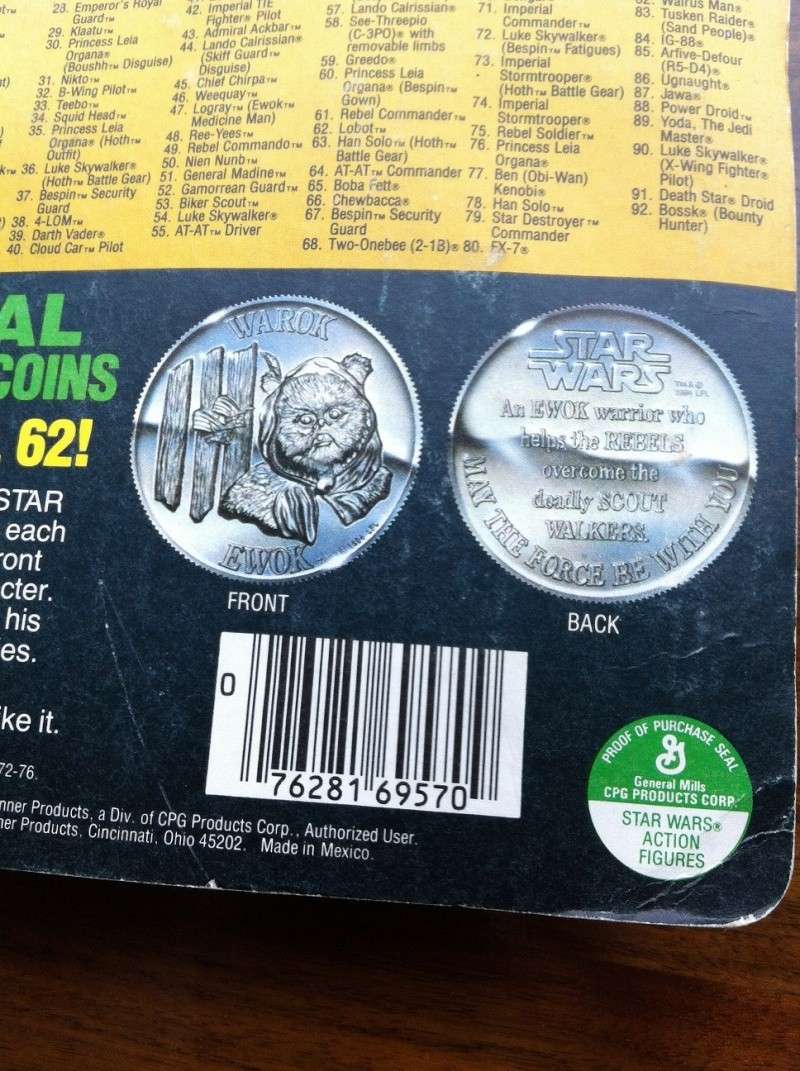 28. Emperor's Royal
Guard™
29. Klaatu™
30. Princess Leia
Organa®
(Boushh™ Disguise)
31. Nikto™
32. B-Wing Pilot™
33. Teebo™
34. Squid Head™
35. Princess Leia
Organa® (Hoth™
Outfit)
36. Luke Skywalker®
(Hoth™ Battle Gear)
37. Bespin™ Security
Guard
38. 4-LOM™
39. Darth Vader®
40. Cloud Car™ Pilot
42. Imperial TIE
Fighter® Pilot
43. Admiral Ackbar™
44. Lando Calrissian®
(Skiff Guard™
Disguise)
45. Chief Chirpa™
46. Weequay™
47. Logray™ (Ewok™
Medicine Man)
48. Ree-Yees™
49. Rebel Commando™
50. Nien Nunb™
51. General Madine™
52. Gamorrean Guard™
53. Biker Scout™
54. Luke Skywalker®
55. AT-AT™ Driver
57. Lando Calrissian®
58. See-Threepio
(C-3PO)® with
removable limbs
59. Greedo®
60. Princess Leia
Organa® (Bespin™
Gown)
61. Rebel Commander™
62. Lobot™
63. Han Solo™ (Hoth™
Battle Gear)
64. AT-AT™ Commander
65. Boba Fett®
66. Chewbacca®
67. Bespin™ Security
Guard
68. Two-Onebee (2-1B)®
71. Imperial
Commander™
72. Luke Skywalker®
(Bespin™ Fatigues)
73. Imperial
Stormtrooper®
(Hoth™ Battle Gear)
74. Imperial
Stormtrooper®
75. Rebel Soldier™
76. Princess Leia
Organa®
77. Ben (Obi-Wan)
Kenobi®
78. Han Solo™
79. Star Destroyer™
Commander
80. FX-7®
82. Walrus Man®
83. Tusken Raider®
(Sand People)®
84. IG-88®
85. Arfive-Defour
(R5-D4)®
86. Ugnaught®
87. Jawa®
88. Power Droid™
89. Yoda, The Jedi
Master®
90. Luke Skywalker®
(X-Wing Fighter®
Pilot)
91. Death Star® Droid
92. Bossk® (Bounty
Hunter)
AL
COINS
62!
STAR
each
ront
cter.
his
es.
ke it.
72-76.
WAROK
EWOK
FRONT
STAR
WARS
An EWOK warrior who
helps the REBELS
overcome the
deadly SCOUT
WALKERS.
MAY THE FORCE BE WITH YOU
BACK
0 76281 69570
nner Products, a Div. of CPG Products Corp., Authorized User.
ner Products, Cincinnati, Ohio 45202. Made in Mexico.
PROOF OF PURCHASE SEAL
G
General Mills
CPG PRODUCTS CORP.
STAR WARS®
ACTION
FIGURES